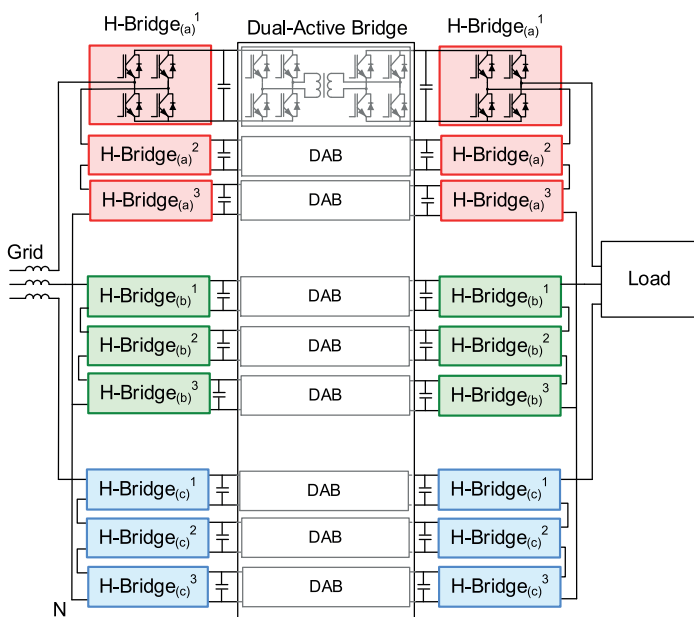 H-Bridge(a)¹ Dual-Active Bridge H-Bridge(a)¹
H-Bridge(a)² DAB H-Bridge(a)²
H-Bridge(a)³ DAB H-Bridge(a)³
Grid
Load
H-Bridge(b)¹ DAB H-Bridge(b)¹
H-Bridge(b)² DAB H-Bridge(b)²
H-Bridge(b)³ DAB H-Bridge(b)³
H-Bridge(c)¹ DAB H-Bridge(c)¹
H-Bridge(c)² DAB H-Bridge(c)²
H-Bridge(c)³ DAB H-Bridge(c)³
N